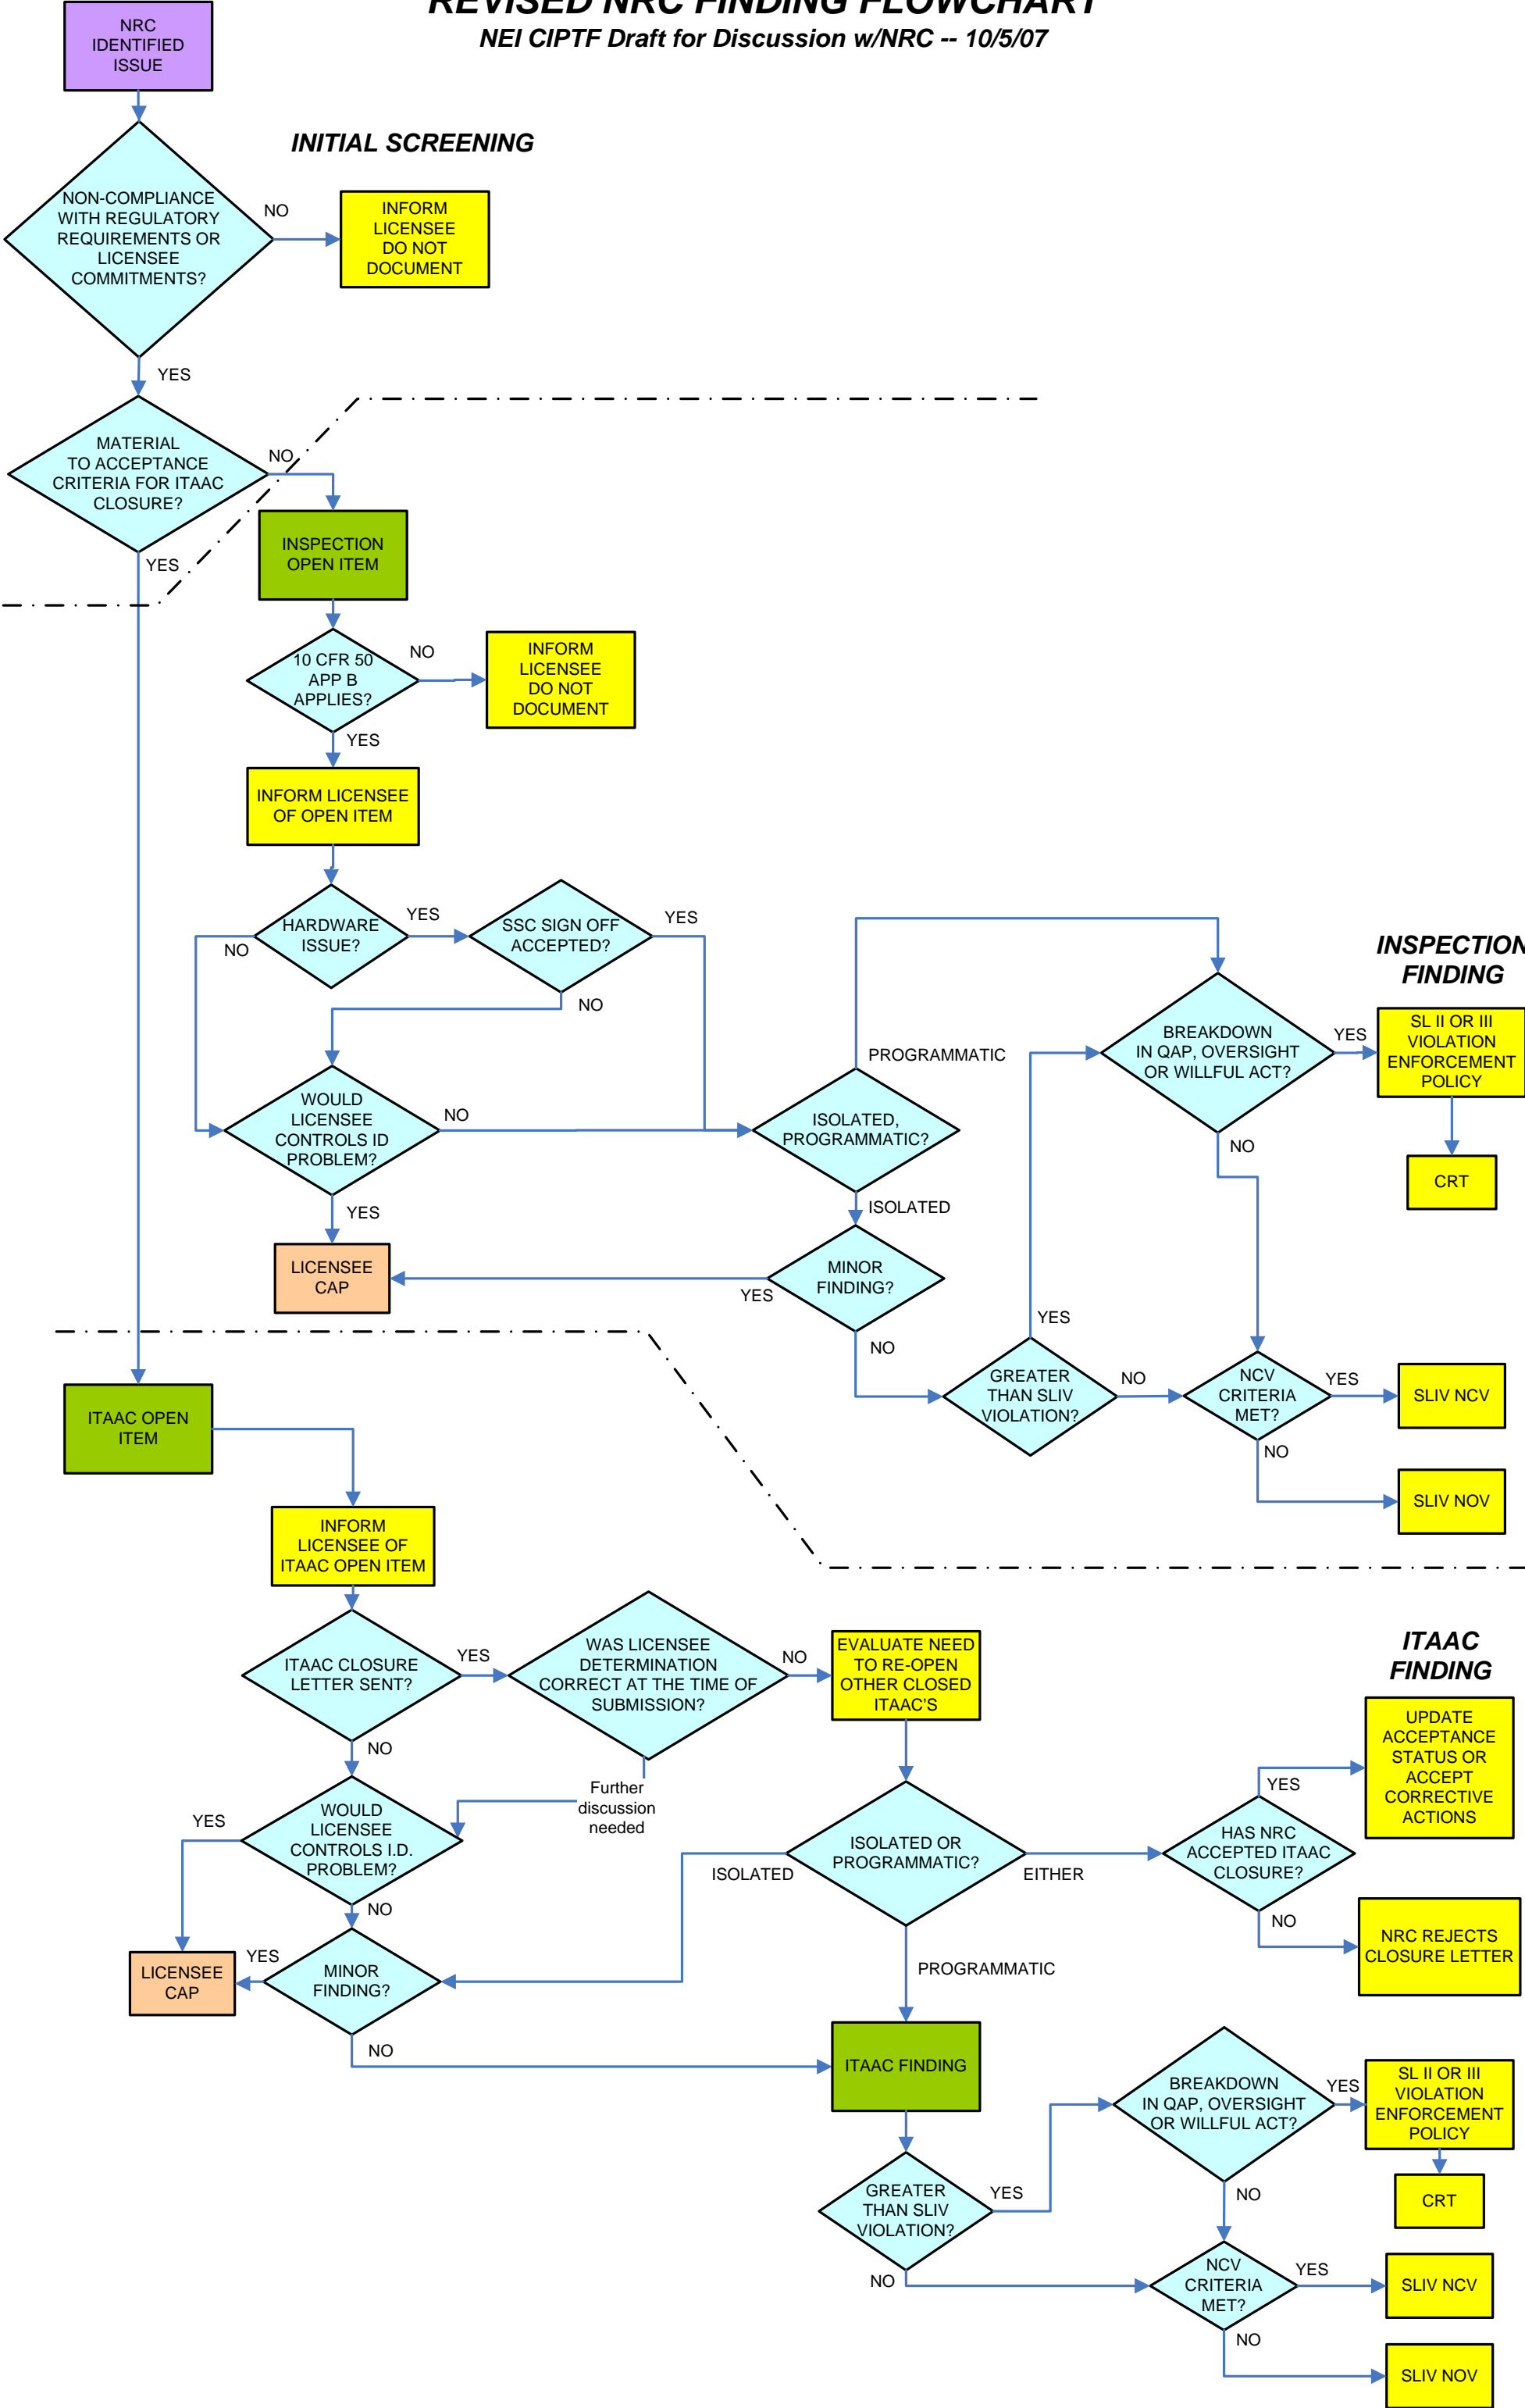 REVISED NRC FINDING FLOWCHART
NEI CIPTF Draft for Discussion w/NRC -- 10/5/07
NRC
IDENTIFIED
ISSUE
INITIAL SCREENING
NON-COMPLIANCE
WITH REGULATORY
REQUIREMENTS OR
LICENSEE
COMMITMENTS?
NO
INFORM
LICENSEE
DO NOT
DOCUMENT
YES
MATERIAL
TO ACCEPTANCE
CRITERIA FOR ITAAC
CLOSURE?
NO
YES
INSPECTION
OPEN ITEM
10 CFR 50
APP B
APPLIES?
NO
INFORM
LICENSEE
DO NOT
DOCUMENT
YES
INFORM LICENSEE
OF OPEN ITEM
HARDWARE
ISSUE?
YES
NO
SSC SIGN OFF
ACCEPTED?
YES
NO
WOULD
LICENSEE
CONTROLS ID
PROBLEM?
NO
YES
LICENSEE
CAP
PROGRAMMATIC
ISOLATED,
PROGRAMMATIC?
ISOLATED
MINOR
FINDING?
YES
NO
INSPECTION
FINDING
BREAKDOWN
IN QAP, OVERSIGHT
OR WILLFUL ACT?
YES
NO
SL II OR III
VIOLATION
ENFORCEMENT
POLICY
CRT
YES
GREATER
THAN SLIV
VIOLATION?
NO
NCV
CRITERIA
MET?
YES
SLIV NCV
NO
SLIV NOV
ITAAC OPEN
ITEM
INFORM
LICENSEE OF
ITAAC OPEN ITEM
ITAAC CLOSURE
LETTER SENT?
YES
NO
WAS LICENSEE
DETERMINATION
CORRECT AT THE TIME OF
SUBMISSION?
NO
Further
discussion
needed
EVALUATE NEED
TO RE-OPEN
OTHER CLOSED
ITAAC'S
ITAAC
FINDING
UPDATE
ACCEPTANCE
STATUS OR
ACCEPT
CORRECTIVE
ACTIONS
YES
WOULD
LICENSEE
CONTROLS I.D.
PROBLEM?
YES
NO
ISOLATED OR
PROGRAMMATIC?
ISOLATED
EITHER
HAS NRC
ACCEPTED ITAAC
CLOSURE?
NO
NRC REJECTS
CLOSURE LETTER
LICENSEE
CAP
YES
MINOR
FINDING?
NO
PROGRAMMATIC
ITAAC FINDING
BREAKDOWN
IN QAP, OVERSIGHT
OR WILLFUL ACT?
YES
NO
SL II OR III
VIOLATION
ENFORCEMENT
POLICY
CRT
GREATER
THAN SLIV
VIOLATION?
YES
NO
NCV
CRITERIA
MET?
YES
SLIV NCV
NO
SLIV NOV